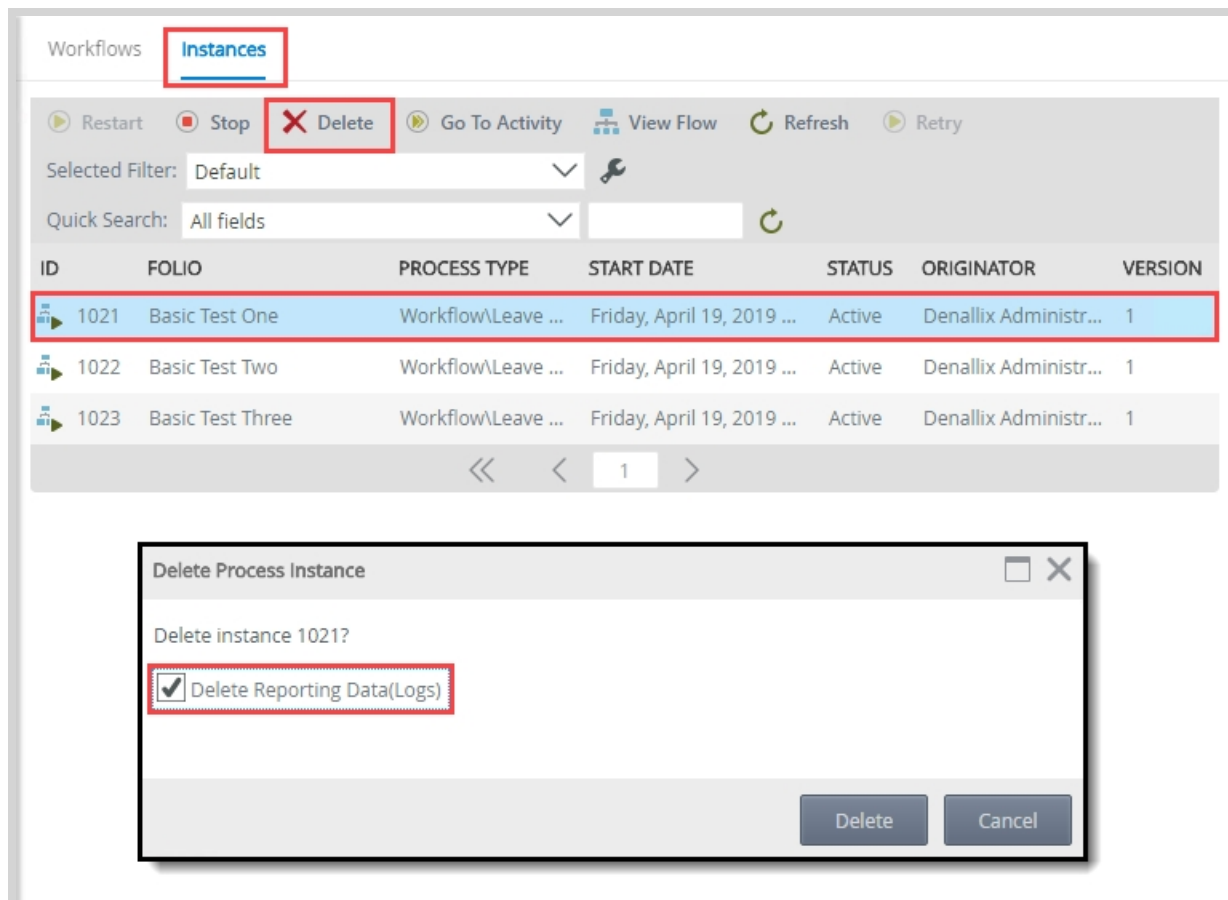 Workflows Instances
Restart Stop Delete Go To Activity View Flow Refresh Retry
Selected Filter: Default
Quick Search: All fields
ID FOLIO PROCESS TYPE START DATE STATUS ORIGINATOR VERSION
1021 Basic Test One Workflow\Leave ... Friday, April 19, 2019 ... Active Denallix Administr... 1
1022 Basic Test Two Workflow\Leave ... Friday, April 19, 2019 ... Active Denallix Administr... 1
1023 Basic Test Three Workflow\Leave ... Friday, April 19, 2019 ... Active Denallix Administr... 1
1
Delete Process Instance
Delete instance 1021?
Delete Reporting Data(Logs)
Delete Cancel